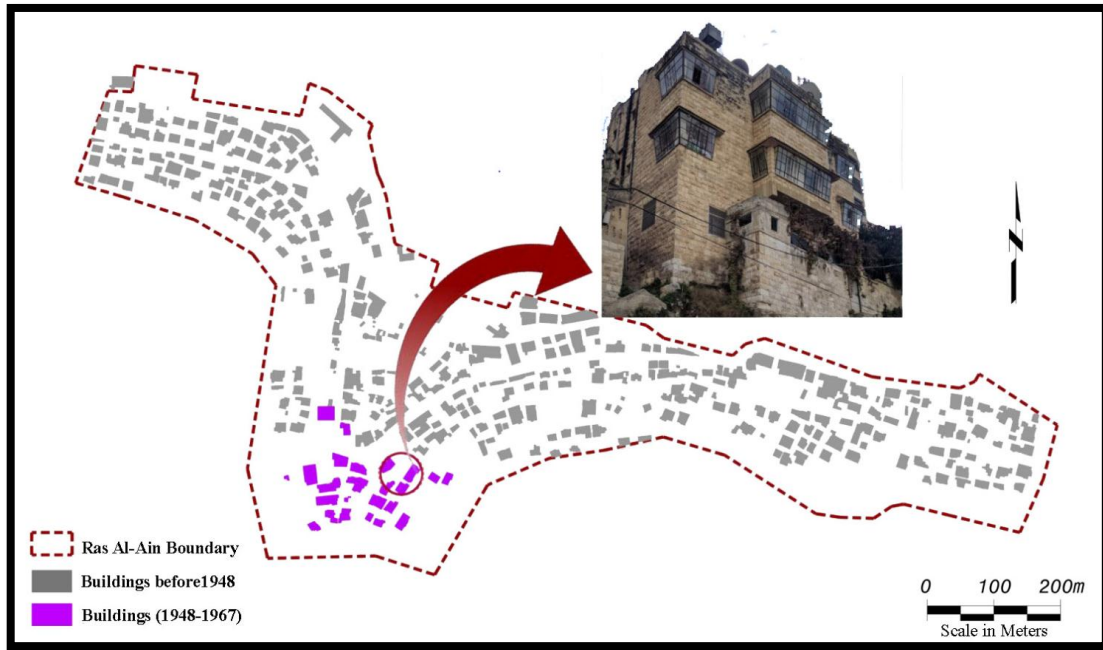 N
Ras Al-Ain Boundary
Buildings before1948
Buildings (1948-1967)
0 100 200m
Scale in Meters